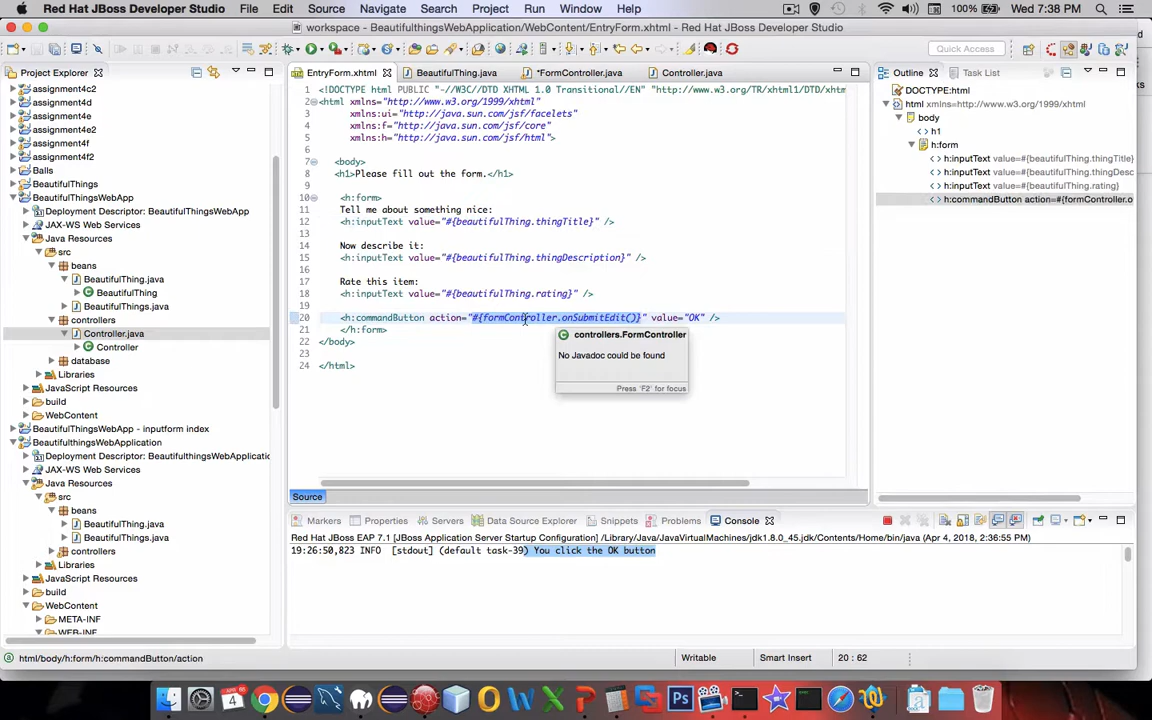 Red Hat JBoss Developer Studio File Edit Source Navigate Search Project Run Window Help 100% Wed 7:38 PM
workspace - BeautifulthingsWebApplication/WebContent/EntryForm.xhtml - Red Hat JBoss Developer Studio
Quick Access
Project Explorer
EntryForm.xhtml BeautifulThing.java *FormController.java Controller.java
Outline Task List
assignment4c2
assignment4d
assignment4e
assignment4e2
assignment4f
assignment4f2
Balls
BeautifulThings
BeautifulThingsWebApp
Deployment Descriptor: BeautifulThingsWebApp
JAX-WS Web Services
Java Resources
src
beans
BeautifulThing.java
BeautifulThing
BeautifulThings.java
controllers
Controller.java
Controller
database
Libraries
JavaScript Resources
build
WebContent
BeautifulThingsWebApp - inputform index
BeautifulthingsWebApplication
Deployment Descriptor: BeautifulthingsWebApplicatio
JAX-WS Web Services
Java Resources
src
beans
BeautifulThing.java
BeautifulThings.java
controllers
Libraries
JavaScript Resources
build
WebContent
META-INF
WEB-INF
1 <!DOCTYPE html PUBLIC "-//W3C//DTD XHTML 1.0 Transitional//EN" "http://www.w3.org/TR/xhtml1/DTD/xhtm
2 <html xmlns="http://www.w3.org/1999/xhtml"
3 xmlns:ui="http://java.sun.com/jsf/facelets"
4 xmlns:f="http://java.sun.com/jsf/core"
5 xmlns:h="http://java.sun.com/jsf/html">
6
7 <body>
8 <h1>Please fill out the form.</h1>
9
10 <h:form>
11 Tell me about something nice:
12 <h:inputText value="#{beautifulThing.thingTitle}" />
13
14 Now describe it:
15 <h:inputText value="#{beautifulThing.thingDescription}" />
16
17 Rate this item:
18 <h:inputText value="#{beautifulThing.rating}" />
19
20 <h:commandButton action="#{formController.onSubmitEdit()}" value="OK" />
21 </h:form>
22 </body>
23
24 </html>
controllers.FormController
No Javadoc could be found
Press 'F2' for focus
Source
DOCTYPE:html
html xmlns=http://www.w3.org/1999/xhtml
body
h1
h:form
h:inputText value=#{beautifulThing.thingTitle}
h:inputText value=#{beautifulThing.thingDesc
h:inputText value=#{beautifulThing.rating}
h:commandButton action=#{formController.o
Markers Properties Servers Data Source Explorer Snippets Problems Console
Red Hat JBoss EAP 7.1 [JBoss Application Server Startup Configuration] /Library/Java/JavaVirtualMachines/jdk1.8.0_45.jdk/Contents/Home/bin/java (Apr 4, 2018, 2:36:55 PM)
19:26:50,823 INFO [stdout] (default task-39) You click the OK button
html/body/h:form/h:commandButton/action
Writable Smart Insert 20 : 62